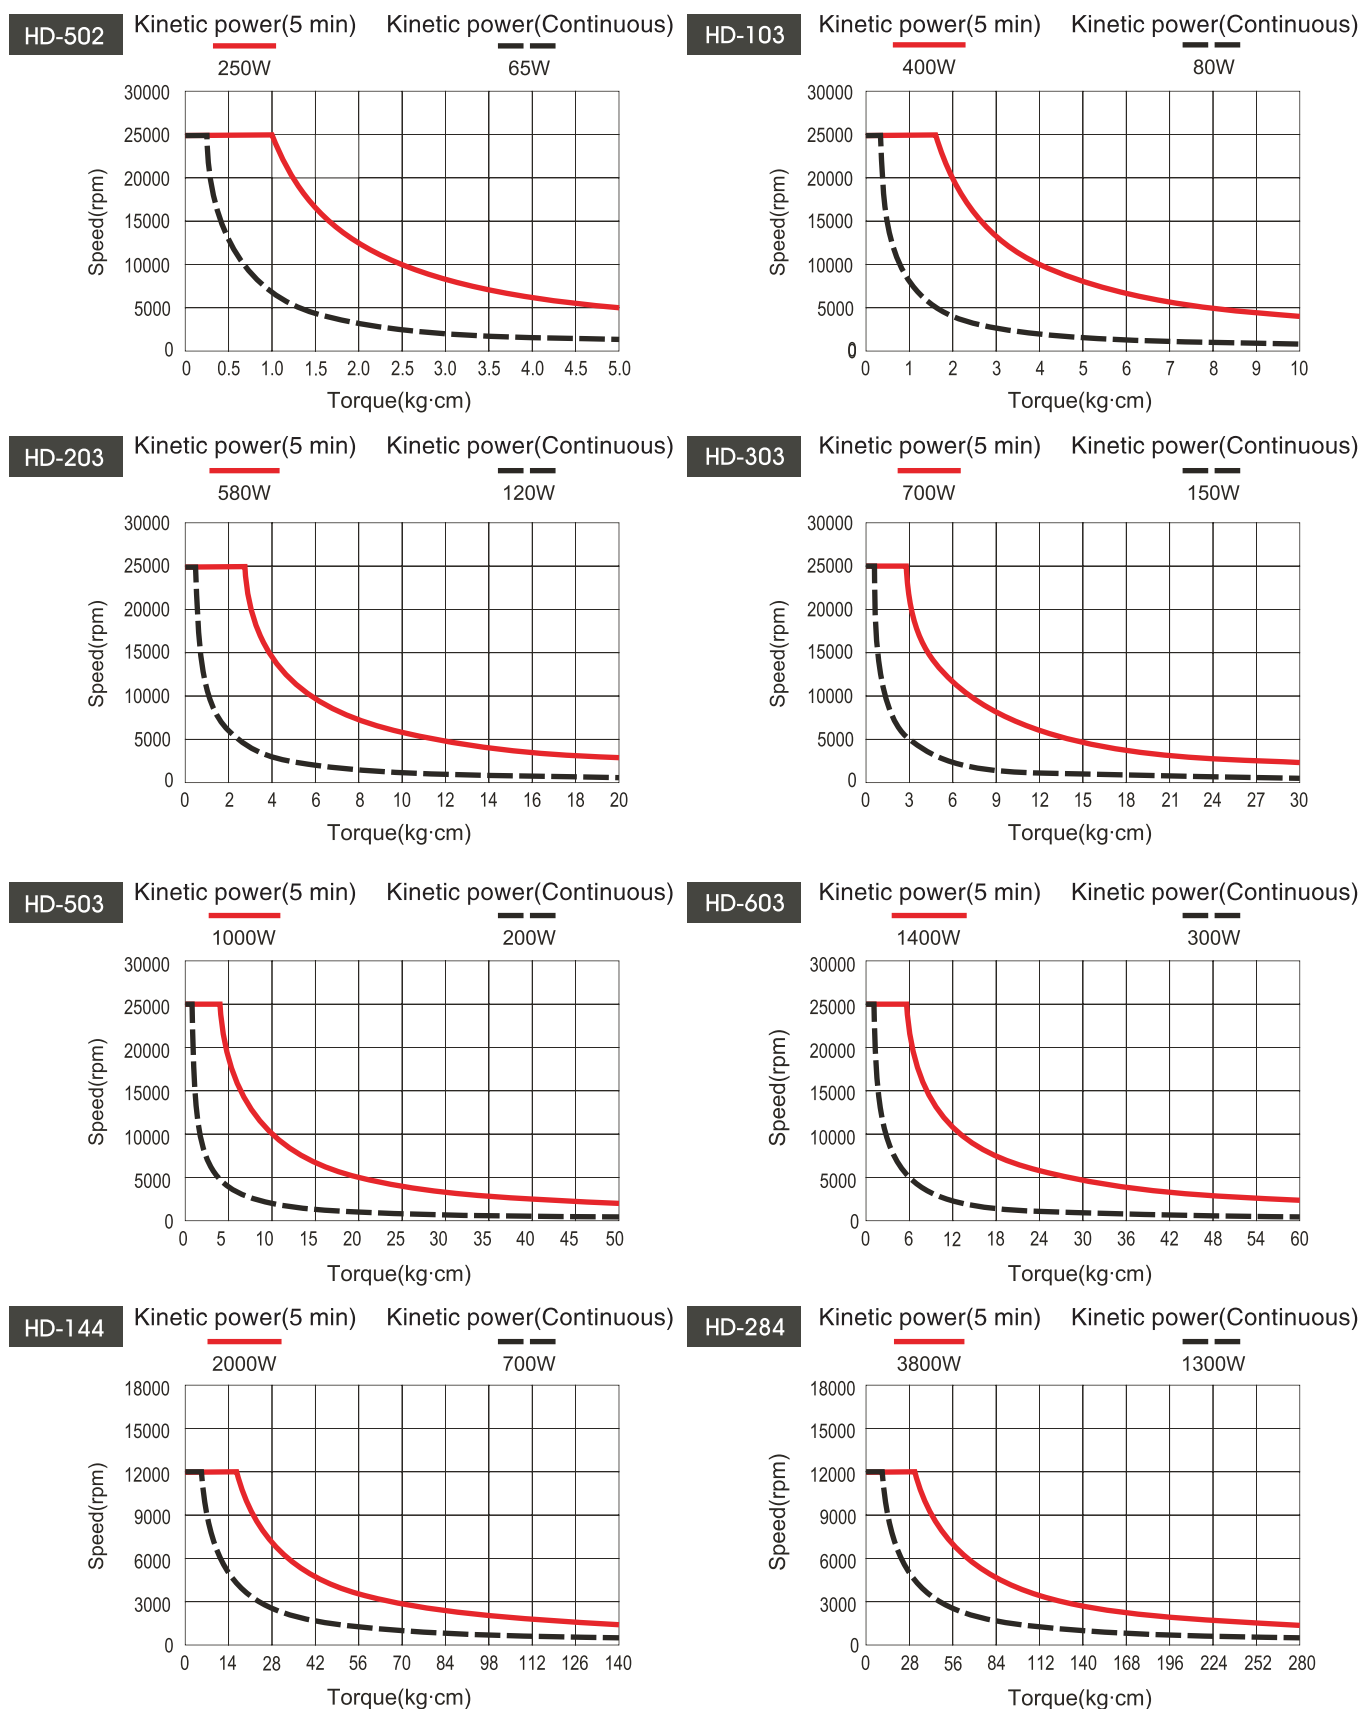 HD-502 Kinetic power(5 min) Kinetic power(Continuous)
250W 65W
30000
25000
20000
15000
10000
5000
0
Speed(rpm)
0 0.5 1.0 1.5 2.0 2.5 3.0 3.5 4.0 4.5 5.0
Torque(kg·cm)
HD-103 Kinetic power(5 min) Kinetic power(Continuous)
400W 80W
30000
25000
20000
15000
10000
5000
0
Speed(rpm)
0 1 2 3 4 5 6 7 8 9 10
Torque(kg·cm)
HD-203 Kinetic power(5 min) Kinetic power(Continuous)
580W 120W
30000
25000
20000
15000
10000
5000
0
Speed(rpm)
0 2 4 6 8 10 12 14 16 18 20
Torque(kg·cm)
HD-303 Kinetic power(5 min) Kinetic power(Continuous)
700W 150W
30000
25000
20000
15000
10000
5000
0
Speed(rpm)
0 3 6 9 12 15 18 21 24 27 30
Torque(kg·cm)
HD-503 Kinetic power(5 min) Kinetic power(Continuous)
1000W 200W
30000
25000
20000
15000
10000
5000
0
Speed(rpm)
0 5 10 15 20 25 30 35 40 45 50
Torque(kg·cm)
HD-603 Kinetic power(5 min) Kinetic power(Continuous)
1400W 300W
30000
25000
20000
15000
10000
5000
0
Speed(rpm)
0 6 12 18 24 30 36 42 48 54 60
Torque(kg·cm)
HD-144 Kinetic power(5 min) Kinetic power(Continuous)
2000W 700W
18000
15000
12000
9000
6000
3000
0
Speed(rpm)
0 14 28 42 56 70 84 98 112 126 140
Torque(kg·cm)
HD-284 Kinetic power(5 min) Kinetic power(Continuous)
3800W 1300W
18000
15000
12000
9000
6000
3000
0
Speed(rpm)
0 28 56 84 112 140 168 196 224 252 280
Torque(kg·cm)